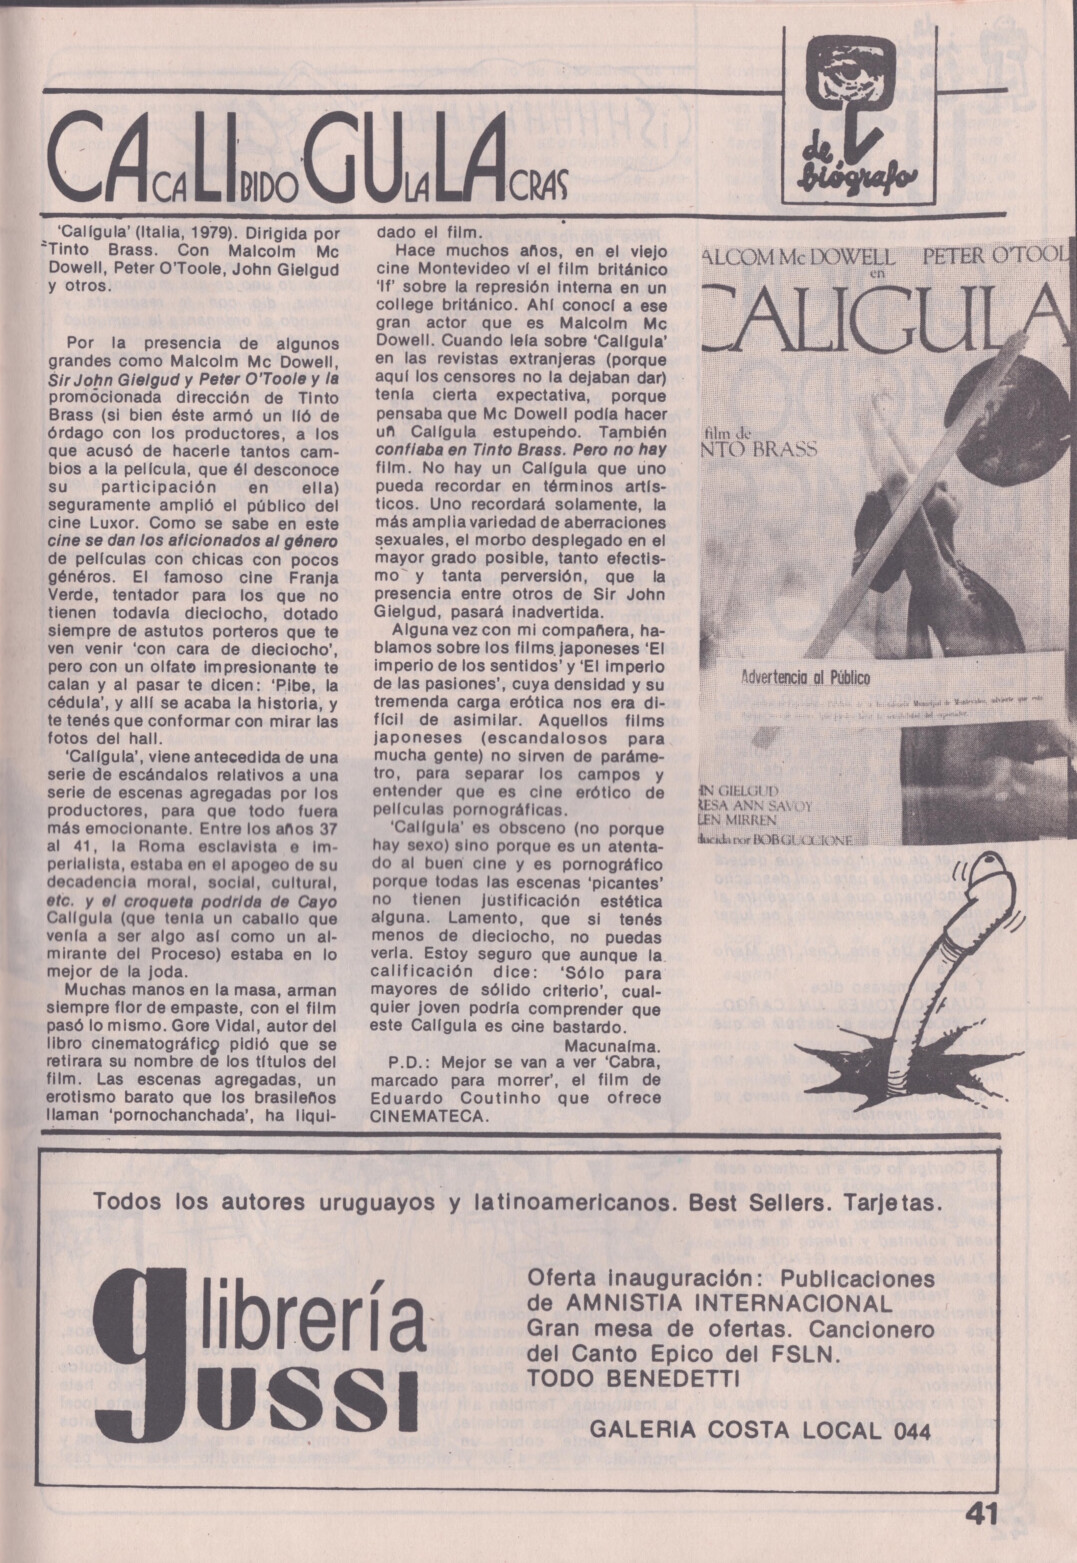 de
biógrafo
CACALIBIDOGULALACRAS
'Calígula' (Italia, 1979). Dirigida por
Tinto Brass. Con Malcolm Mc
Dowell, Peter O'Toole, John Gielgud
y otros.
Por la presencia de algunos
grandes como Malcolm Mc Dowell,
Sir John Gielgud y Peter O'Toole y la
promocionada dirección de Tinto
Brass (si bien éste armó un lió de
órdago con los productores, a los
que acusó de hacerle tantos cam-
bios a la película, que él desconoce
su participación en ella)
seguramente amplió el público del
cine Luxor. Como se sabe en este
cine se dan los aficionados al género
de películas con chicas con pocos
géneros. El famoso cine Franja
Verde, tentador para los que no
tienen todavía dieciocho, dotado
siempre de astutos porteros que te
ven venir 'con cara de dieciocho',
pero con un olfato impresionante te
calan y al pasar te dicen: 'Pibe, la
cédula', y allí se acaba la historia, y
te tenés que conformar con mirar las
fotos del hall.
'Calígula', viene antecedida de una
serie de escándalos relativos a una
serie de escenas agregadas por los
productores, para que todo fuera
más emocionante. Entre los años 37
al 41, la Roma esclavista e im-
perialista, estaba en el apogeo de su
decadencia moral, social, cultural,
etc. y el croqueta podrida de Cayo
Calígula (que tenía un caballo que
venía a ser algo así como un al-
mirante del Proceso) estaba en lo
mejor de la joda.
Muchas manos en la masa, arman
siempre flor de empaste, con el film
pasó lo mismo. Gore Vidal, autor del
libro cinematográfico pidió que se
retirara su nombre de los títulos del
film. Las escenas agregadas, un
erotismo barato que los brasileños
llaman 'pornochanchada', ha liqui-
dado el film.
Hace muchos años, en el viejo
cine Montevideo ví el film británico
'If' sobre la represión interna en un
college británico. Ahí conocí a ese
gran actor que es Malcolm Mc
Dowell. Cuando leía sobre 'Calígula'
en las revistas extranjeras (porque
aquí los censores no la dejaban dar)
tenía cierta expectativa, porque
pensaba que Mc Dowell podía hacer
un Calígula estupendo. También
confiaba en Tinto Brass. Pero no hay
film. No hay un Calígula que uno
pueda recordar en términos artís-
ticos. Uno recordará solamente, la
más amplia variedad de aberraciones
sexuales, el morbo desplegado en el
mayor grado posible, tanto efectis-
mo y tanta perversión, que la
presencia entre otros de Sir John
Gielgud, pasará inadvertida.
Alguna vez con mi compañera, ha-
blamos sobre los films japoneses 'El
imperio de los sentidos' y 'El imperio
de las pasiones', cuya densidad y su
tremenda carga erótica nos era di-
fícil de asimilar. Aquellos films
japoneses (escandalosos para
mucha gente) no sirven de paráme-
tro, para separar los campos y
entender que es cine erótico de
películas pornográficas.
'Calígula' es obsceno (no porque
hay sexo) sino porque es un atenta-
do al buen cine y es pornográfico
porque todas las escenas 'picantes'
no tienen justificación estética
alguna. Lamento, que si tenés
menos de dieciocho, no puedas
verla. Estoy seguro que aunque la
calificación dice: 'Sólo para
mayores de sólido criterio', cual-
quier joven podría comprender que
este Calígula es cine bastardo.
Macunaíma.
P.D.: Mejor se van a ver 'Cabra,
marcado para morrer', el film de
Eduardo Coutinho que ofrece
CINEMATECA.
ALCOM Mc DOWELL PETER O'TOOL
en
CALIGULA
film de
NTO BRASS
Advertencia al Público
HN GIELGUD
RESA ANN SAVOY
LEN MIRREN
ducida por BOB GUCCIONE
Todos los autores uruguayos y latinoamericanos. Best Sellers. Tarjetas.
librería
gussi
Oferta inauguración: Publicaciones
de AMNISTIA INTERNACIONAL
Gran mesa de ofertas. Cancionero
del Canto Epico del FSLN.
TODO BENEDETTI
GALERIA COSTA LOCAL 044
41